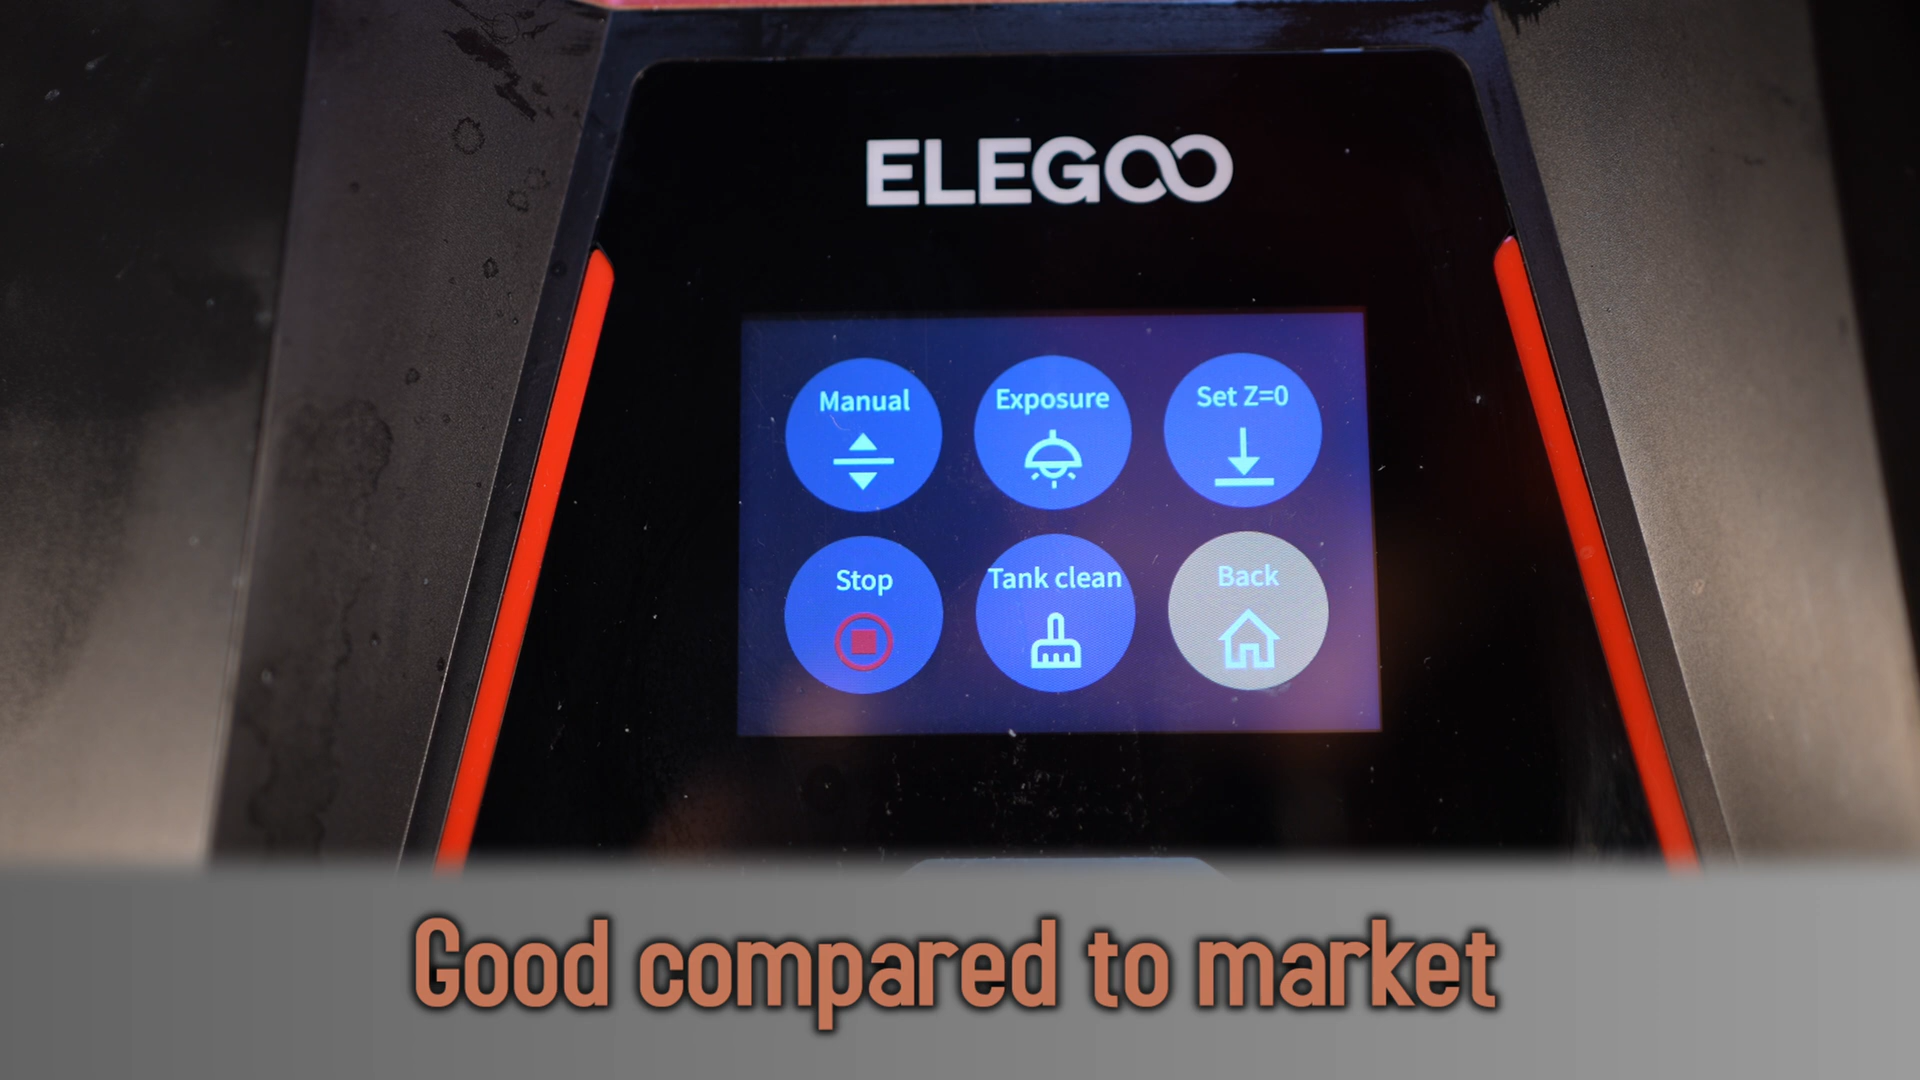 ELEGOO
Manual
Exposure
Set Z=0
Stop
Tank clean
Back
Good compared to market